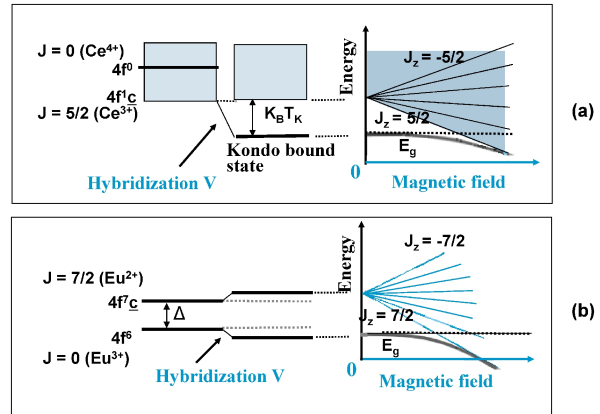 J = 0 (Ce4+)
4f0
4f1c
J = 5/2 (Ce3+)
KBTK
Kondo bound
state
Hybridization V
Energy
Jz = -5/2
Jz = 5/2
Eg
0
Magnetic field
(a)
J = 7/2 (Eu2+)
4f7c
Δ
4f6
J = 0 (Eu3+)
Hybridization V
Energy
Jz = -7/2
Jz = 7/2
Eg
0
Magnetic field
(b)